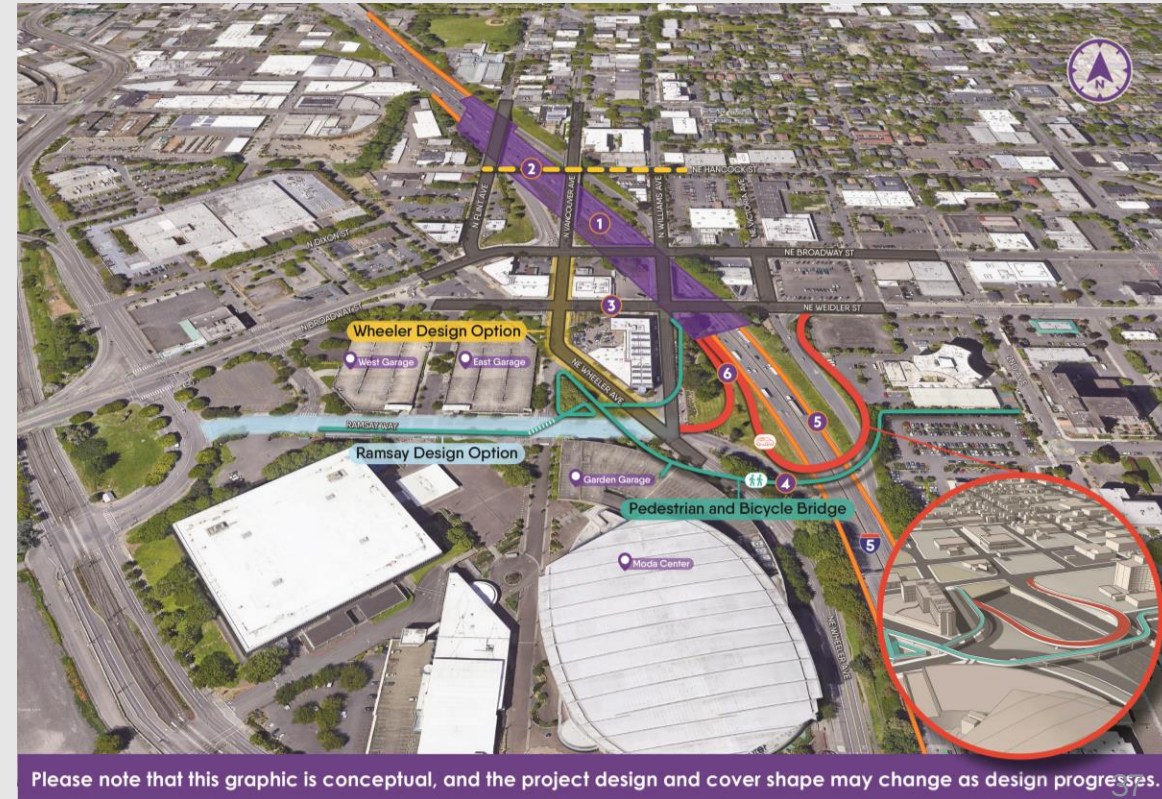 N
2
NE HANCOCK ST
N FLINT AVE
N VANCOUVER AVE
N WILLIAMS AVE
1
N DIXON ST
NE BROADWAY ST
N BROADWAY ST
3
NE WEIDLER ST
Wheeler Design Option
West Garage
East Garage
NE WHEELER AVE
6
5
RAMSAY WAY
Ramsay Design Option
Garden Garage
4
Pedestrian and Bicycle Bridge
5
Moda Center
NE WHEELER AVE
Please note that this graphic is conceptual, and the project design and cover shape may change as design progresses.
37